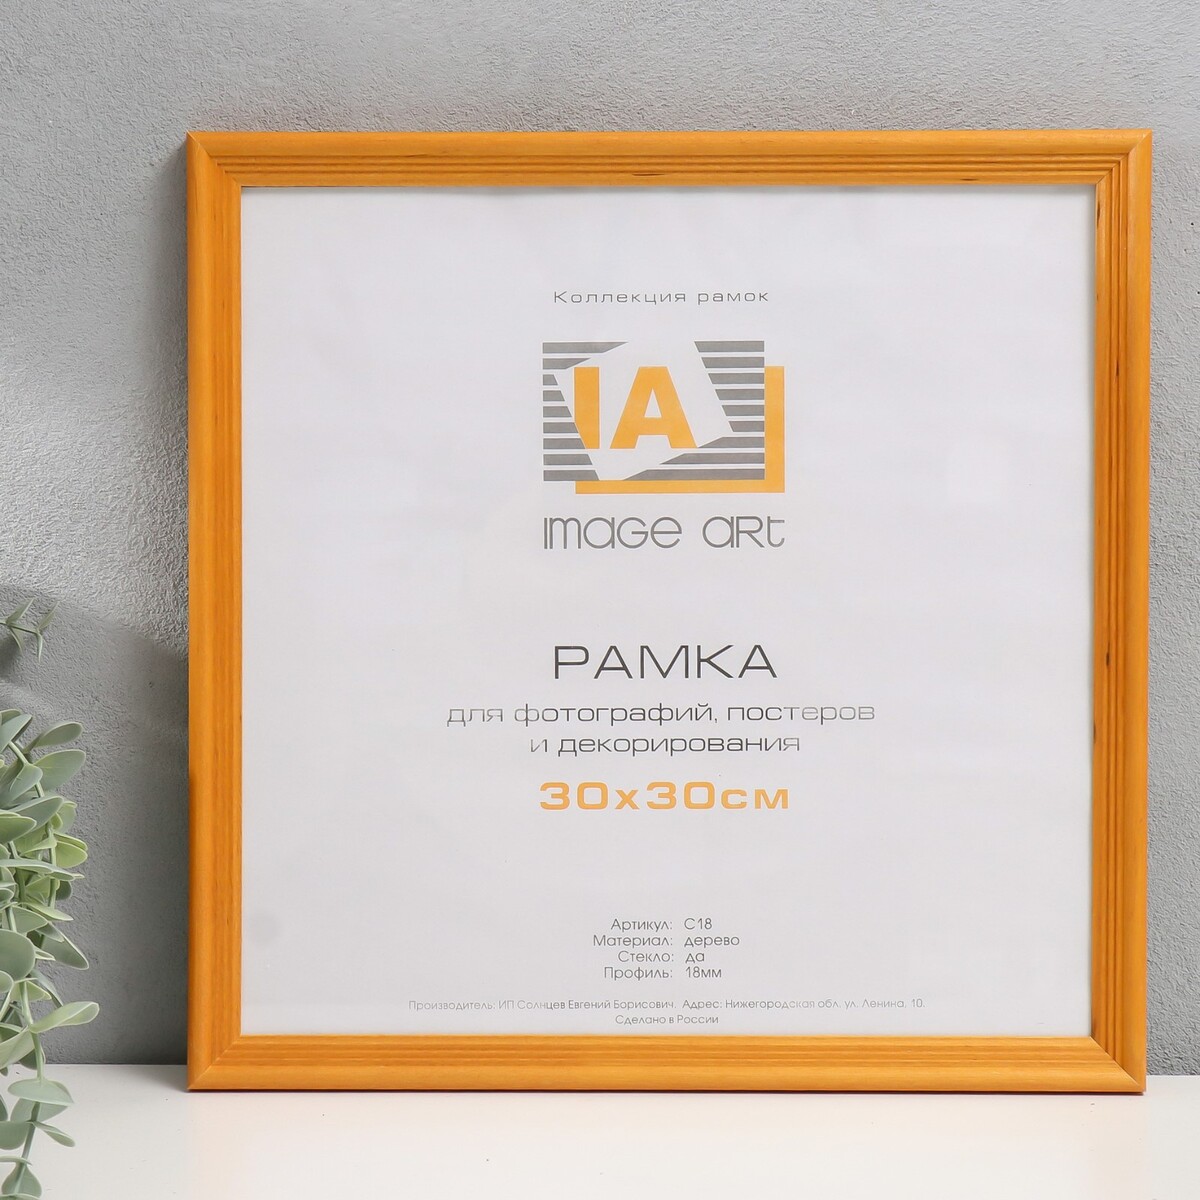 Коллекция рамок
IA
IMAGE ART
РАМКА
для фотографий, постеров
и декорирования
30х30см
Артикул: С18
Материал: дерево
Стекло: да
Профиль: 18мм
Производитель: ИП Солнцев Евгений Борисович. Адрес: Нижегородская обл. ул. Ленина, 10.
Сделано в России